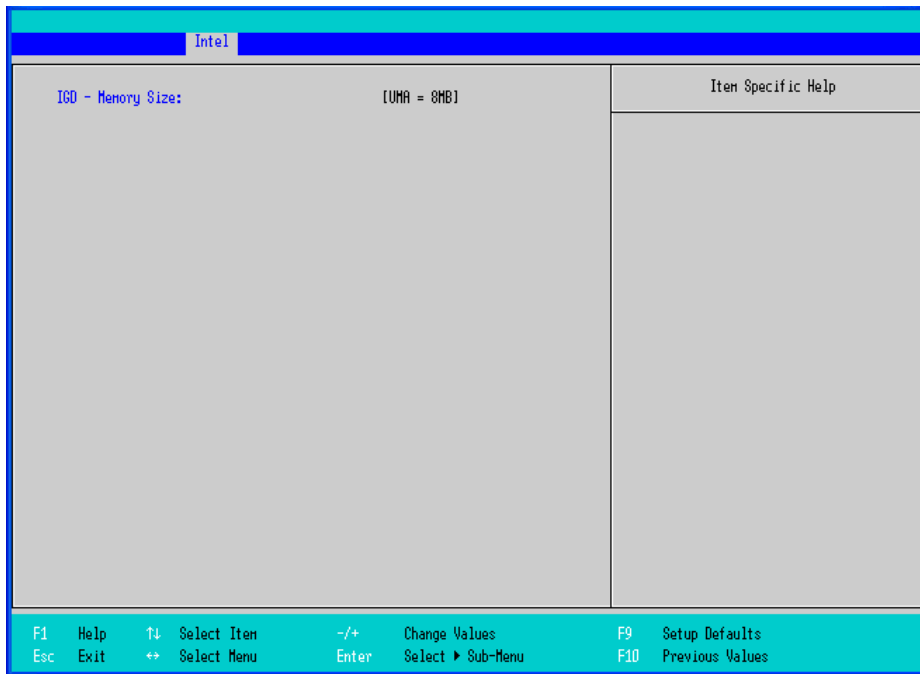 Intel
IGD - Memory Size: [UMA = 8MB]
Item Specific Help
F1 Help ↑↓ Select Item -/+ Change Values F9 Setup Defaults
Esc Exit ↔ Select Menu Enter Select ▶ Sub-Menu F10 Previous Values